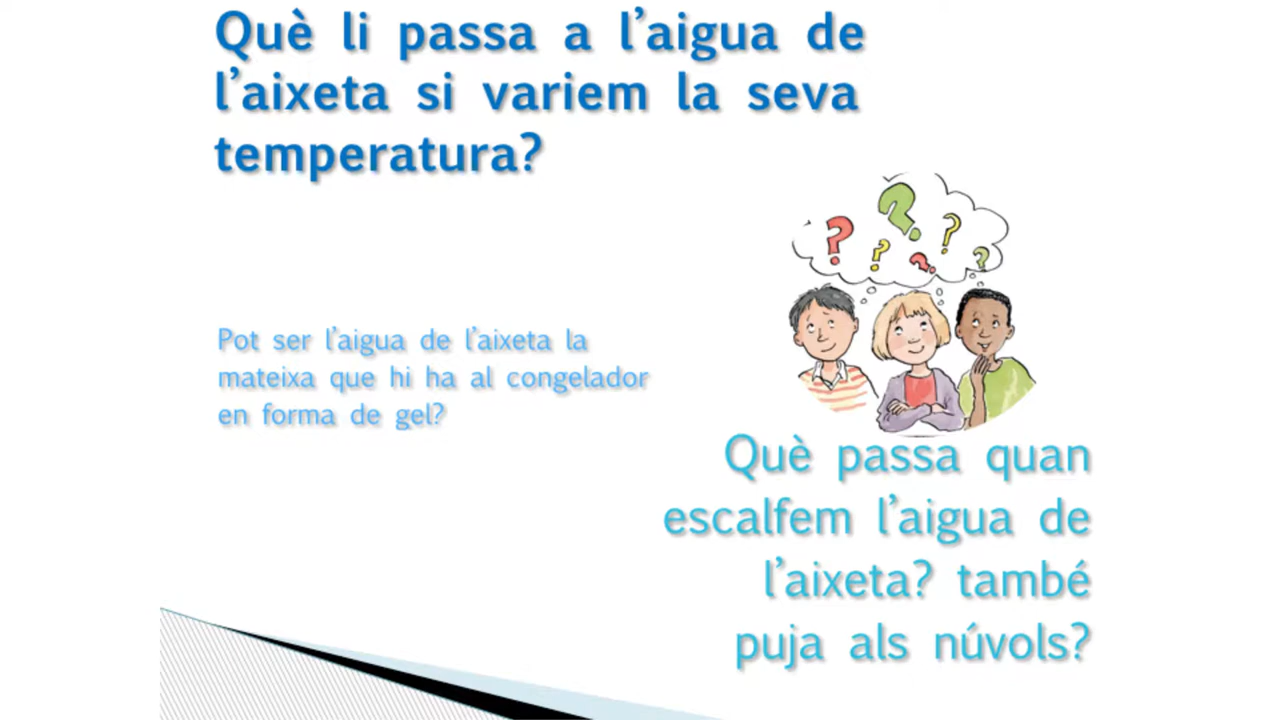 Què li passa a l’aigua de
l’aixeta si variem la seva
temperatura?
Pot ser l’aigua de l’aixeta la
mateixa que hi ha al congelador
en forma de gel?
Què passa quan
escalfem l’aigua de
l’aixeta? també
puja als núvols?